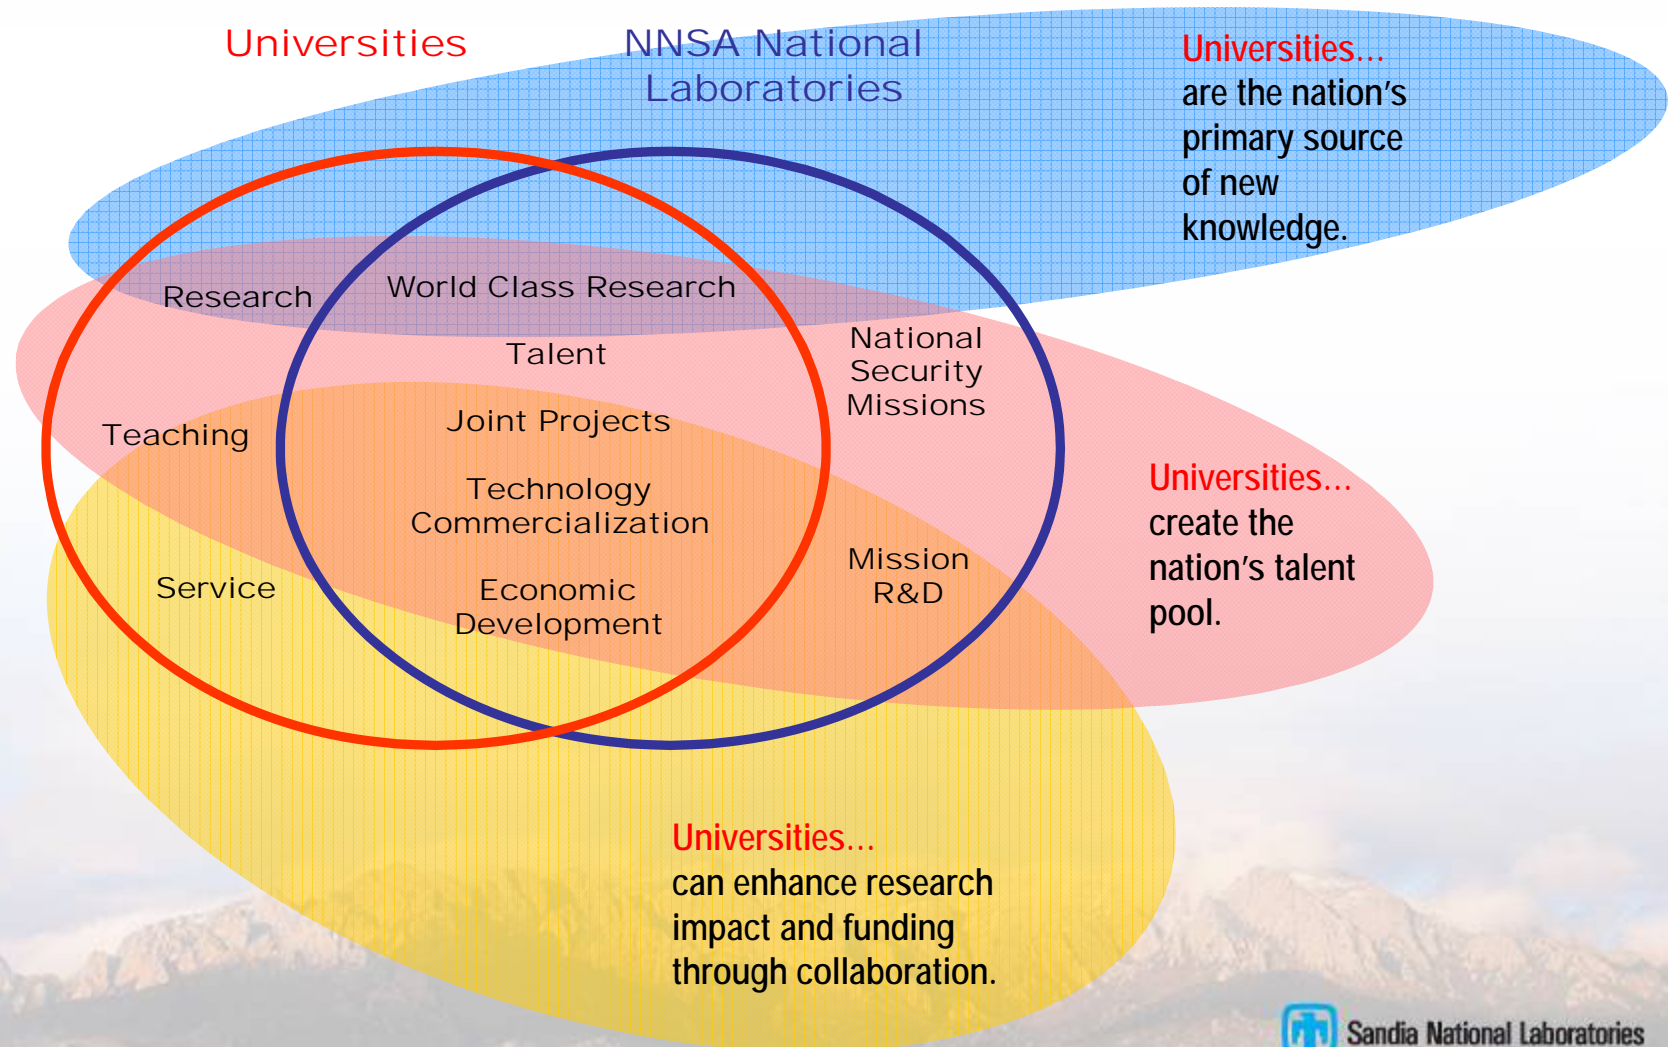 Universities
NNSA National
Laboratories
Universities...
are the nation's
primary source
of new
knowledge.
Research
World Class Research
Talent
National
Security
Missions
Teaching
Joint Projects
Technology
Commercialization
Universities...
create the
nation's talent
pool.
Service
Economic
Development
Mission
R&D
Universities...
can enhance research
impact and funding
through collaboration.
Sandia National Laboratories